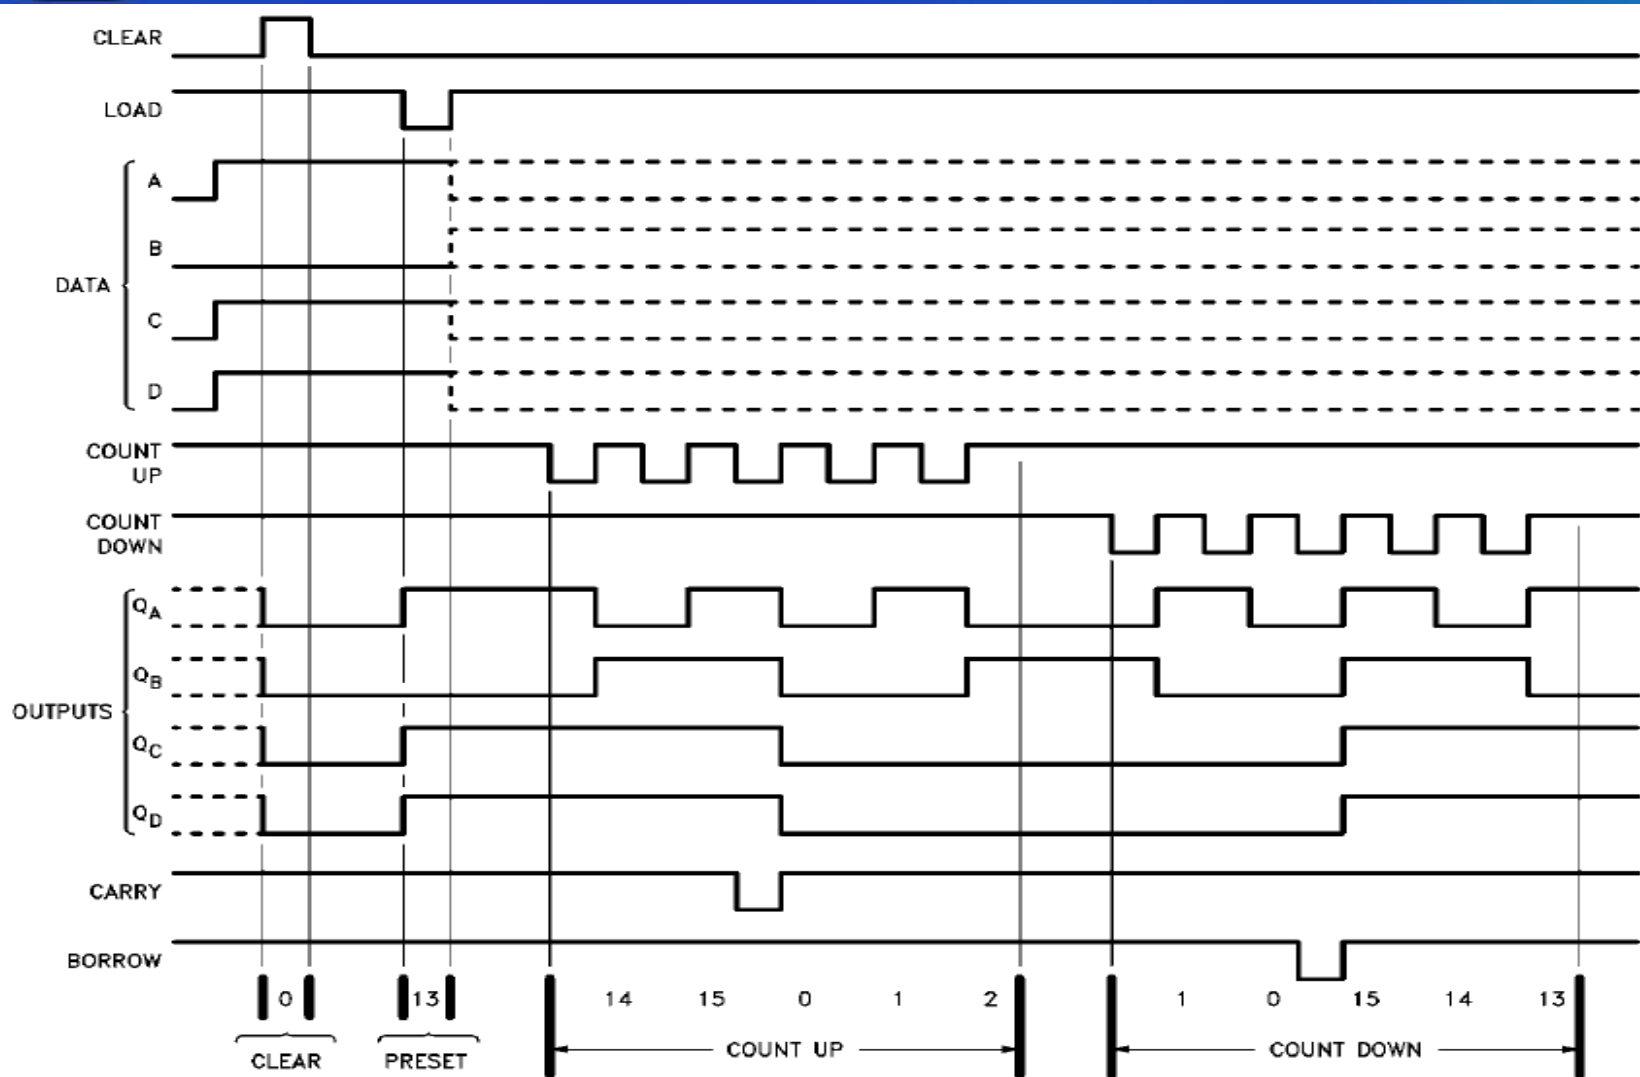 CLEAR
LOAD
A
B
DATA
C
D
COUNT
UP
COUNT
DOWN
QA
QB
OUTPUTS
QC
QD
CARRY
BORROW
0 13 14 15 0 1 2 1 0 15 14 13
CLEAR PRESET COUNT UP COUNT DOWN